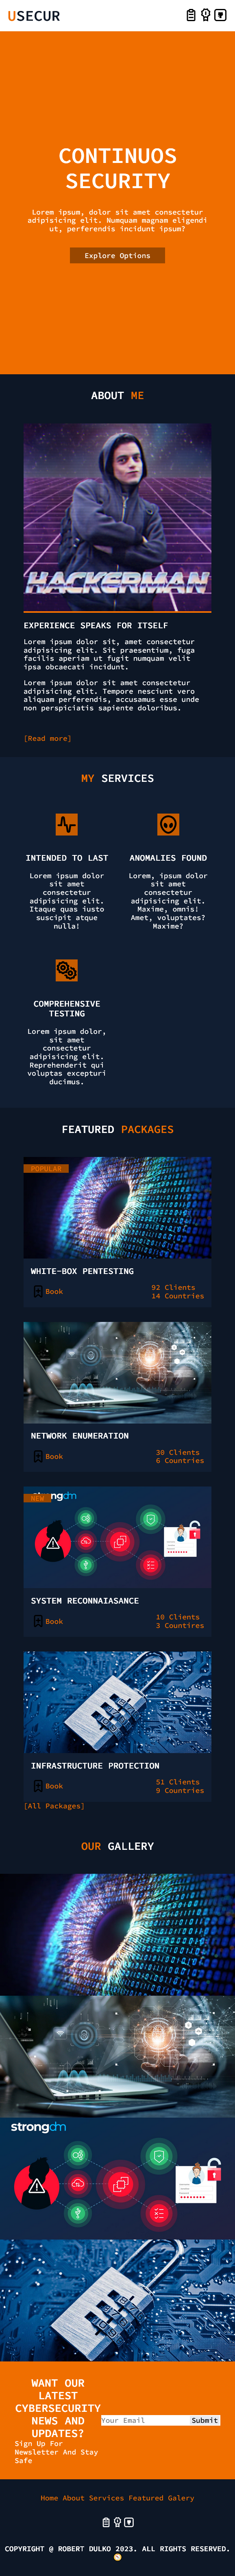 USECUR
CONTINUOS
SECURITY
Lorem ipsum, dolor sit amet consectetur
adipisicing elit. Numquam magnam eligendi
ut, perferendis incidunt ipsum?
Explore Options
ABOUT ME
HACKERMAN
EXPERIENCE SPEAKS FOR ITSELF
Lorem ipsum dolor sit, amet consectetur
adipisicing elit. Sit praesentium, fuga
facilis aperiam ut fugit numquam velit
ipsa obcaecati incidunt.
Lorem ipsum dolor sit amet consectetur
adipisicing elit. Tempore nesciunt vero
aliquam perferendis, accusamus esse unde
non perspiciatis sapiente doloribus.
[Read more]
MY SERVICES
INTENDED TO LAST
Lorem ipsum dolor
sit amet
consectetur
adipisicing elit.
Itaque quas iusto
suscipit atque
nulla!
ANOMALIES FOUND
Lorem, ipsum dolor
sit amet
consectetur
adipisicing elit.
Maxime, omnis!
Amet, voluptates?
Maxime?
COMPREHENSIVE
TESTING
Lorem ipsum dolor,
sit amet
consectetur
adipisicing elit.
Reprehenderit qui
voluptas excepturi
ducimus.
FEATURED PACKAGES
POPULAR
WHITE-BOX PENTESTING
Book
92 Clients
14 Countries
NETWORK ENUMERATION
Book
30 Clients
6 Countries
NEW
strongdm
SYSTEM RECONNAIASANCE
Book
10 Clients
3 Countires
INFRASTRUCTURE PROTECTION
Book
51 Clients
9 Countries
[All Packages]
OUR GALLERY
strongdm
WANT OUR
LATEST
CYBERSECURITY
NEWS AND
UPDATES?
Sign Up For
Newsletter And Stay
Safe
Your Email
Submit
Home About Services Featured Galery
COPYRIGHT @ ROBERT DULKO 2023. ALL RIGHTS RESERVED.